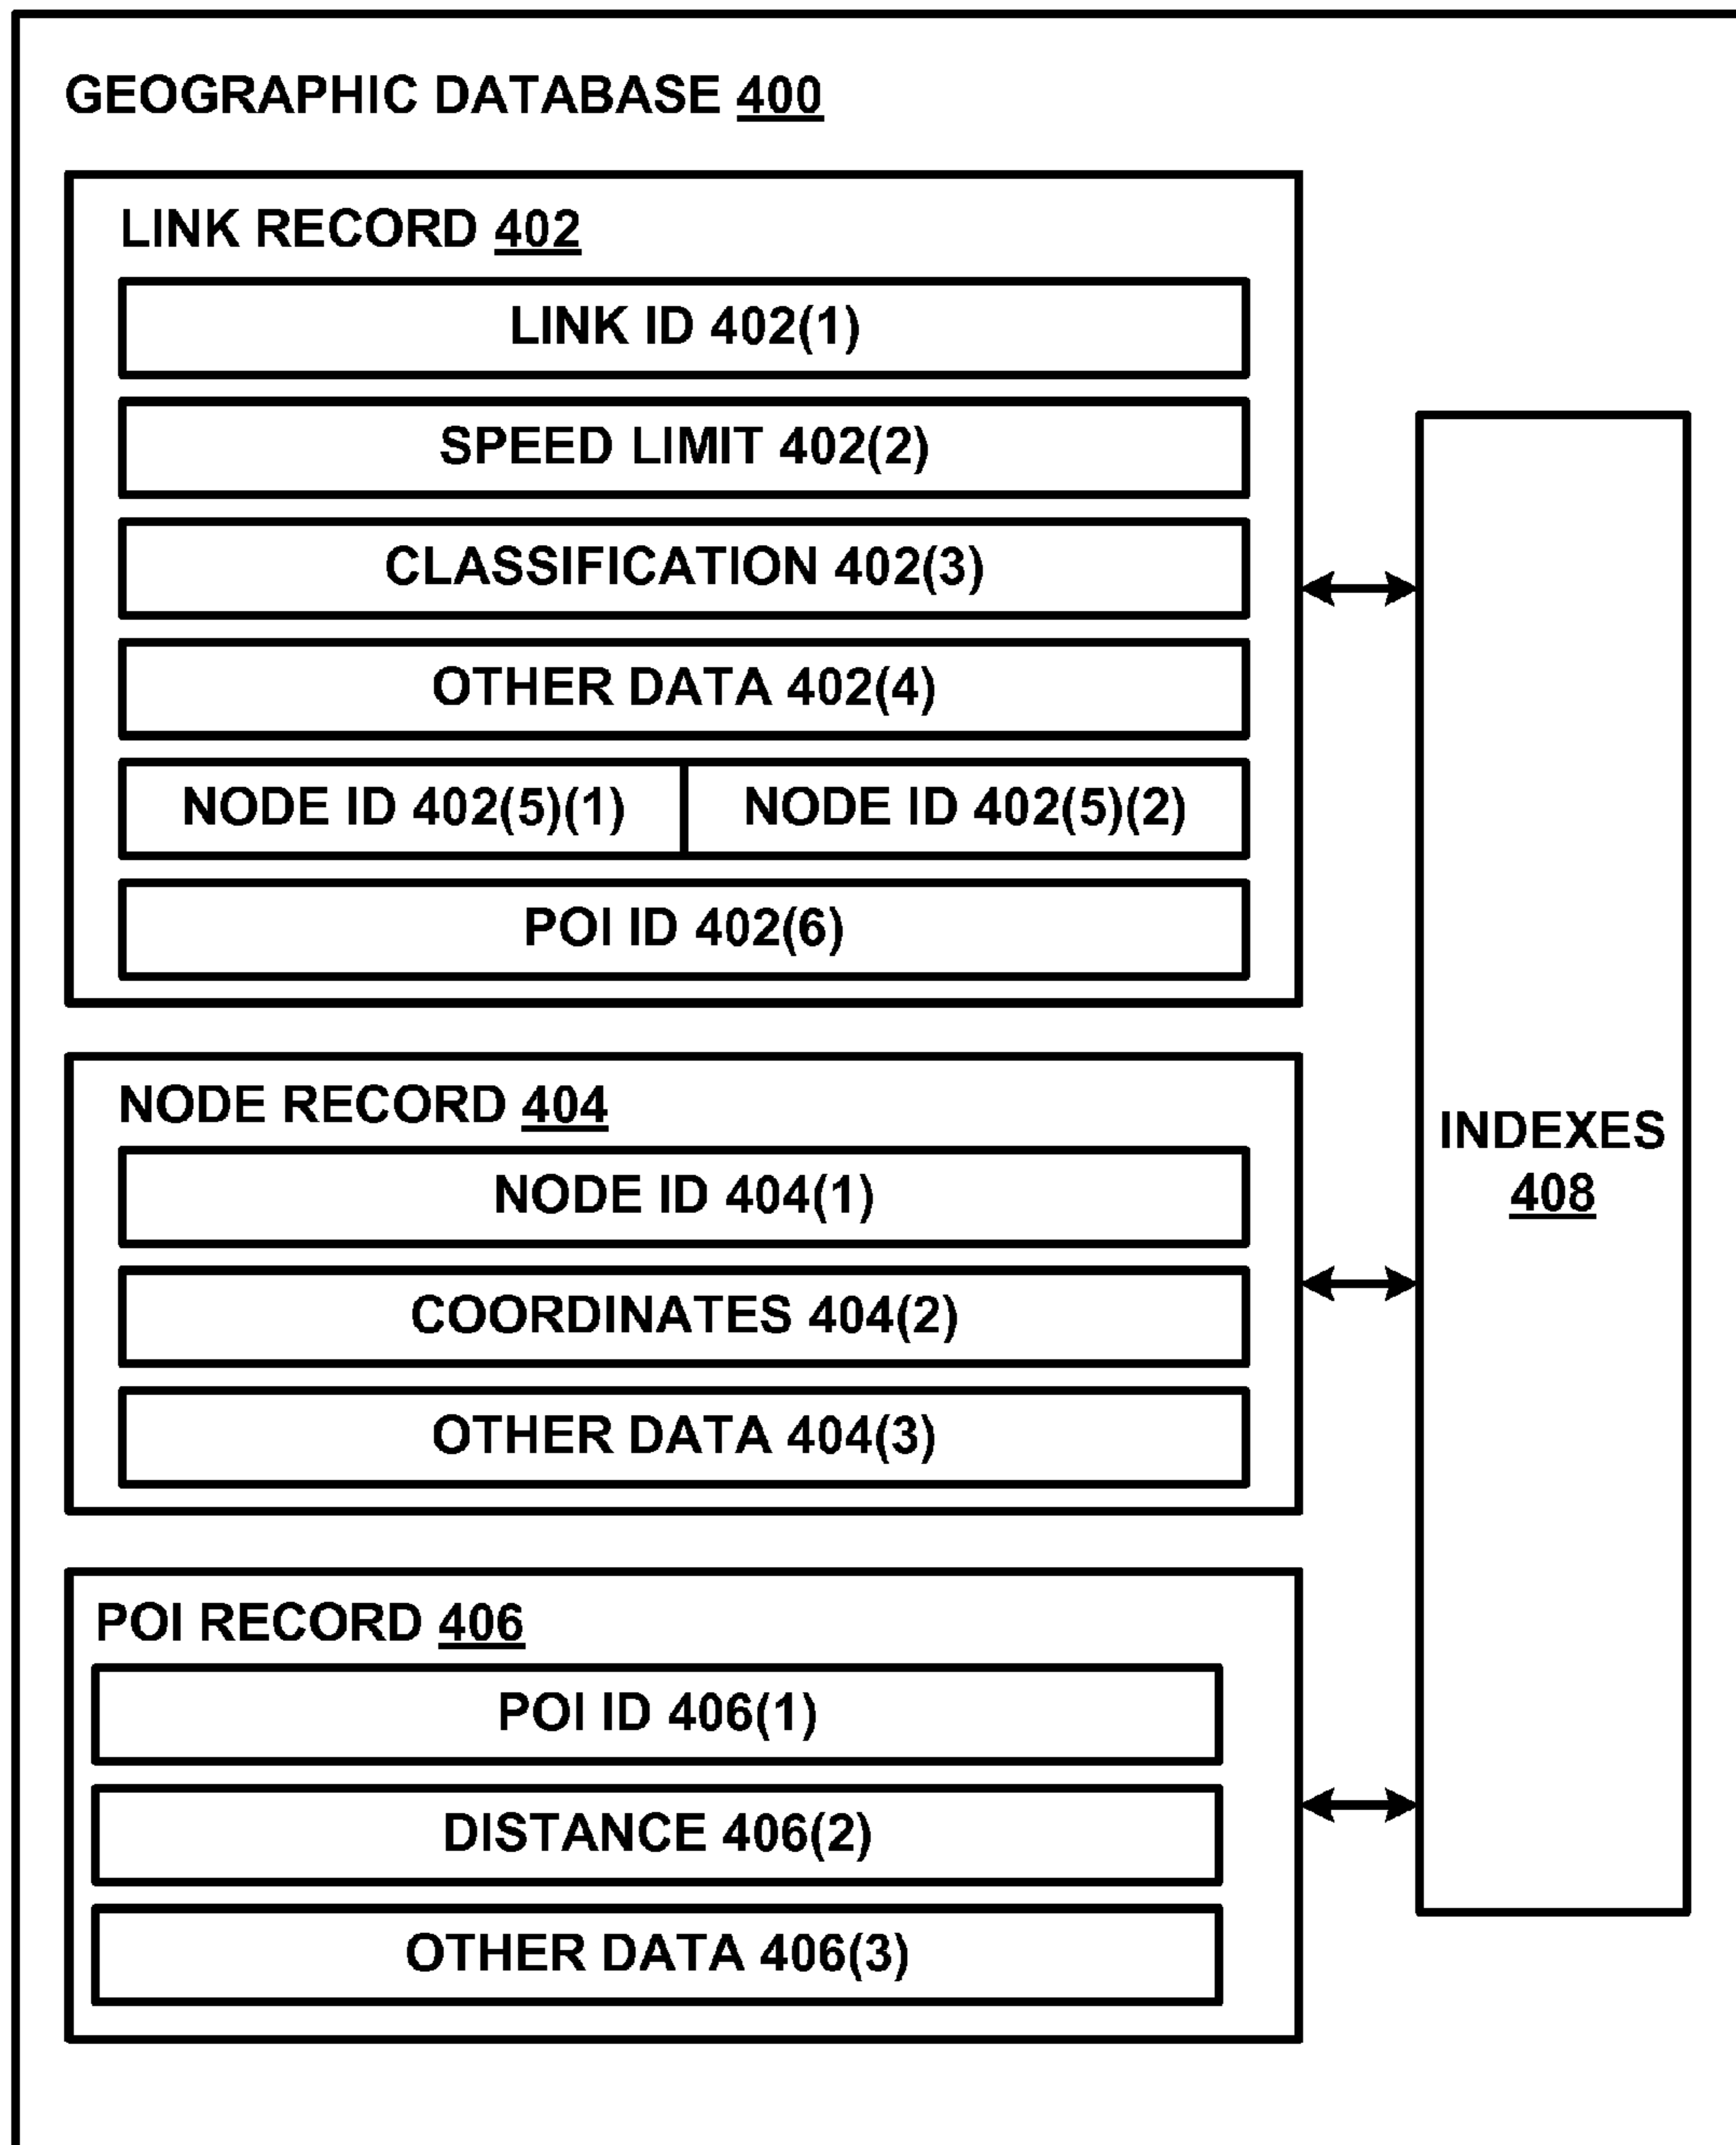 GEOGRAPHIC DATABASE 400
LINK RECORD 402
LINK ID 402(1)
SPEED LIMIT 402(2)
CLASSIFICATION 402(3)
OTHER DATA 402(4)
NODE ID 402(5)(1) NODE ID 402(5)(2)
POI ID 402(6)
NODE RECORD 404
NODE ID 404(1)
COORDINATES 404(2)
OTHER DATA 404(3)
POI RECORD 406
POI ID 406(1)
DISTANCE 406(2)
OTHER DATA 406(3)
INDEXES
408